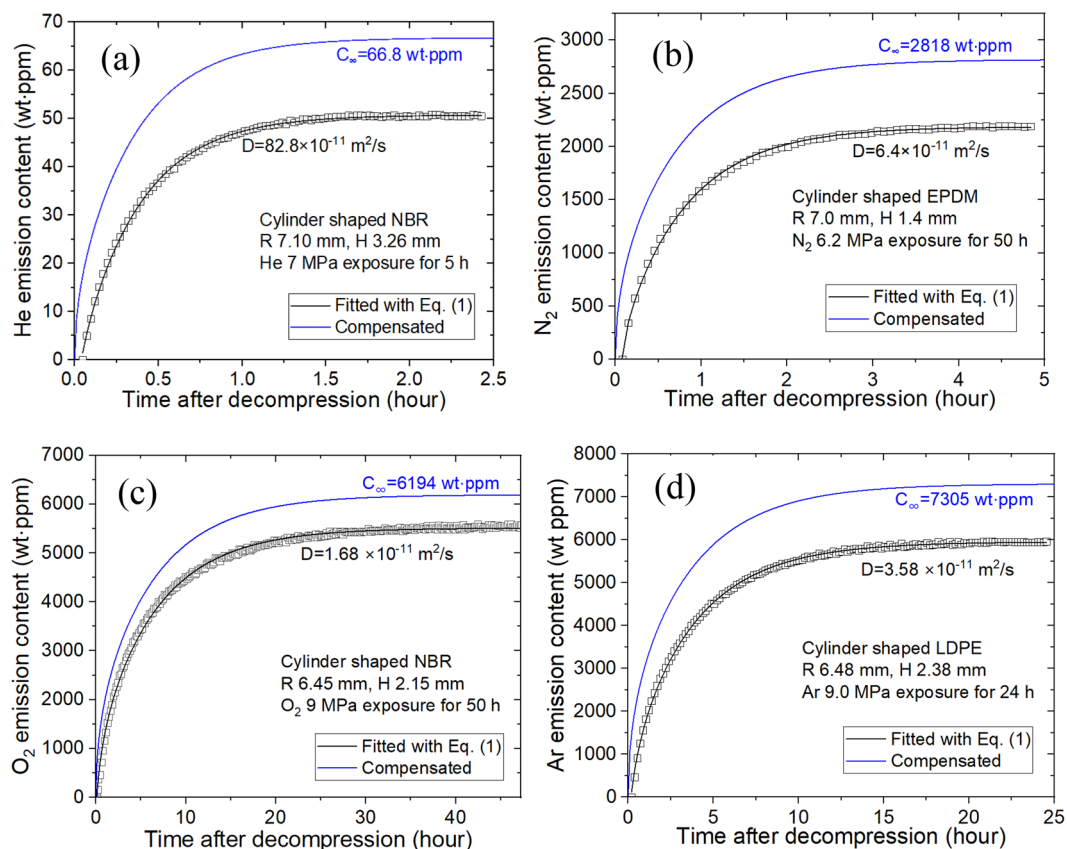 (a)
He emission content (wt·ppm)
70
60
50
40
30
20
10
0
C∞=66.8 wt·ppm
D=82.8×10⁻¹¹ m²/s
Cylinder shaped NBR
R 7.10 mm, H 3.26 mm
He 7 MPa exposure for 5 h
Fitted with Eq. (1)
Compensated
0.0 0.5 1.0 1.5 2.0 2.5
Time after decompression (hour)
(b)
N₂ emission content (wt·ppm)
3000
2500
2000
1500
1000
500
0
C∞=2818 wt·ppm
D=6.4×10⁻¹¹ m²/s
Cylinder shaped EPDM
R 7.0 mm, H 1.4 mm
N₂ 6.2 MPa exposure for 50 h
Fitted with Eq. (1)
Compensated
0 1 2 3 4 5
Time after decompression (hour)
(c)
O₂ emission content (wt·ppm)
7000
6000
5000
4000
3000
2000
1000
0
C∞=6194 wt·ppm
D=1.68 ×10⁻¹¹ m²/s
Cylinder shaped NBR
R 6.45 mm, H 2.15 mm
O₂ 9 MPa exposure for 50 h
Fitted with Eq. (1)
Compensated
0 10 20 30 40
Time after decompression (hour)
(d)
Ar emission content (wt ppm)
8000
7000
6000
5000
4000
3000
2000
1000
0
C∞=7305 wt·ppm
D=3.58 ×10⁻¹¹ m²/s
Cylinder shaped LDPE
R 6.48 mm, H 2.38 mm
Ar 9.0 MPa exposure for 24 h
Fitted with Eq. (1)
Compensated
0 5 10 15 20 25
Time after decompression (hour)